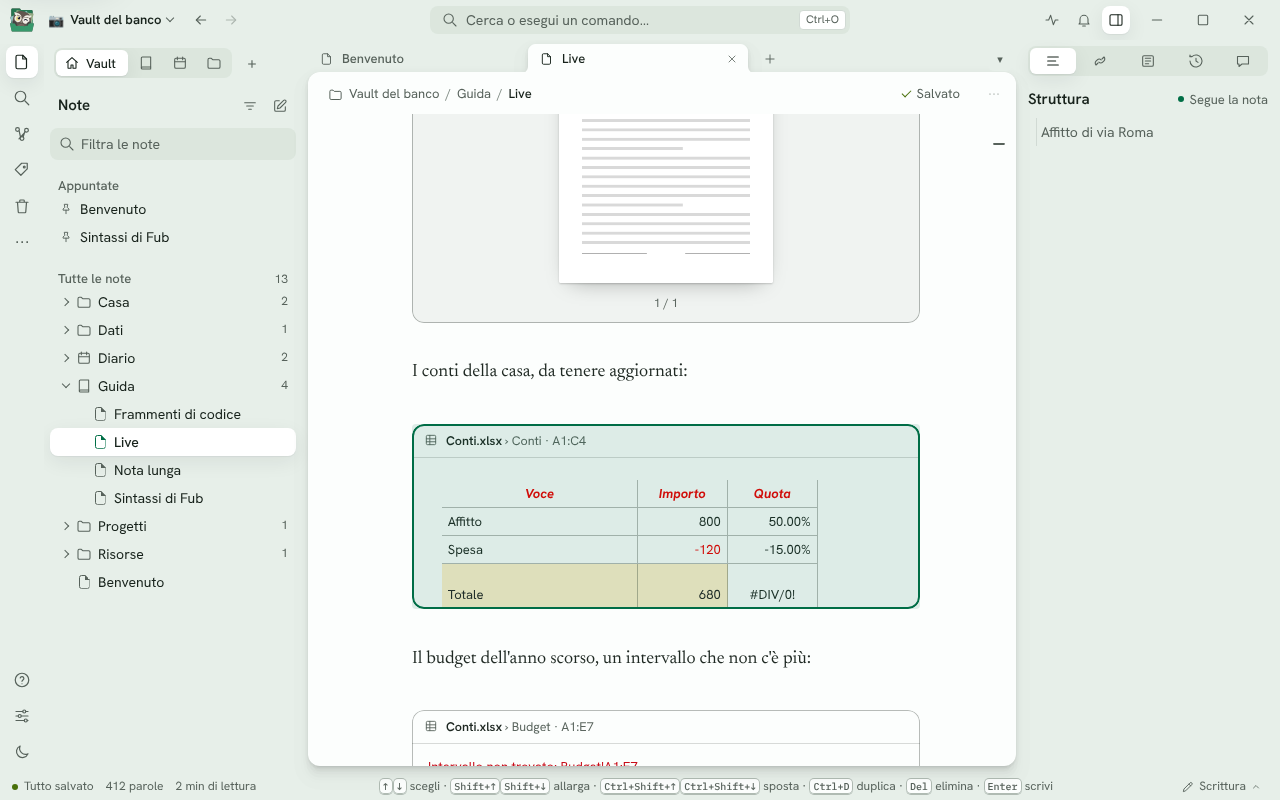 Vault del banco
Cerca o esegui un comando...
Ctrl+O
Vault
Benvenuto
Live
Note
Filtra le note
Appuntate
Benvenuto
Sintassi di Fub
Tutte le note 13
Casa 2
Dati 1
Diario 2
Guida 4
Frammenti di codice
Live
Nota lunga
Sintassi di Fub
Progetti 1
Risorse 1
Benvenuto
Vault del banco / Guida / Live
Salvato
1 / 1
I conti della casa, da tenere aggiornati:
Conti.xlsx › Conti · A1:C4
Voce Importo Quota
Affitto 800 50.00%
Spesa -120 -15.00%
Totale 680 #DIV/0!
Il budget dell'anno scorso, un intervallo che non c'è più:
Conti.xlsx › Budget · A1:E7
Intervallo non trovato: Budget!A1:E7
Struttura
Segue la nota
Affitto di via Roma
Tutto salvato 412 parole 2 min di lettura
↑ ↓ scegli · Shift+↑ Shift+↓ allarga · Ctrl+Shift+↑ Ctrl+Shift+↓ sposta · Ctrl+D duplica · Del elimina · Enter scrivi
Scrittura